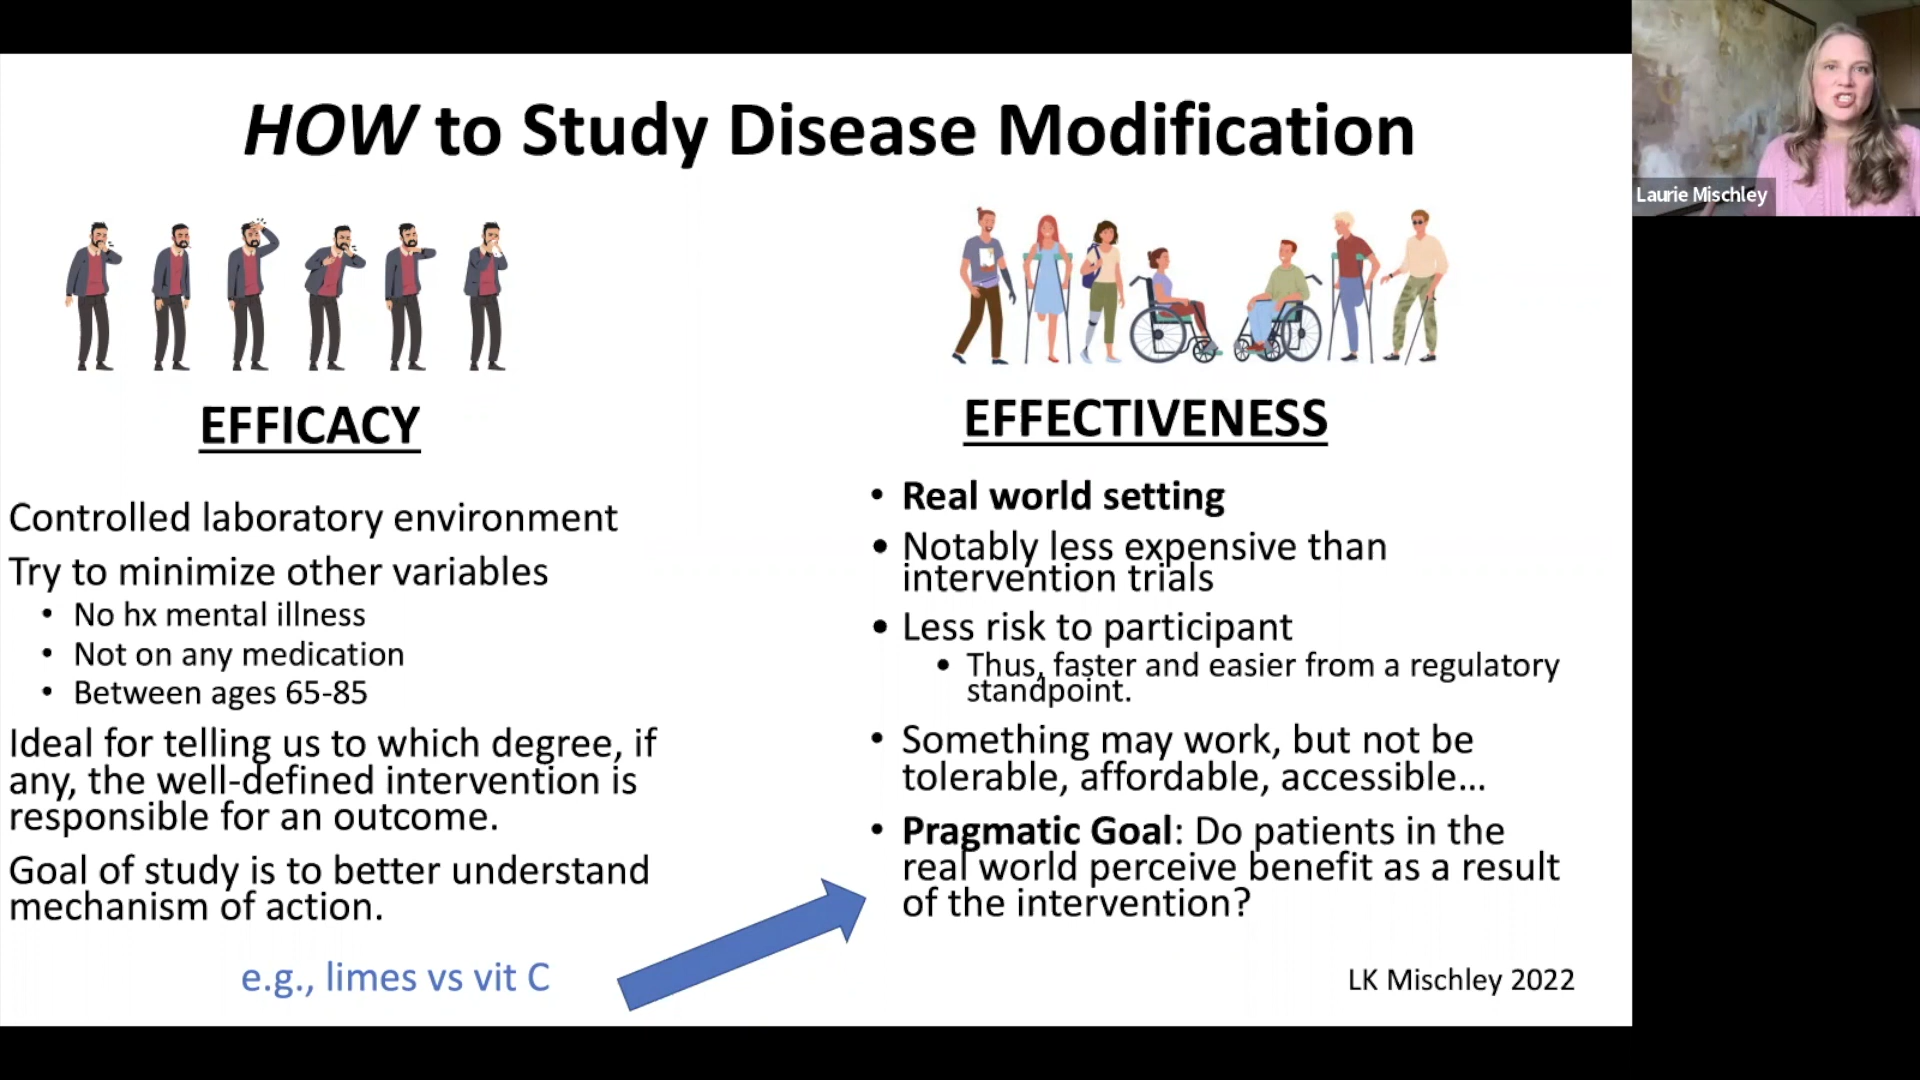 HOW to Study Disease Modification
Laurie Mischley
EFFICACY
Controlled laboratory environment
Try to minimize other variables
• No hx mental illness
• Not on any medication
• Between ages 65-85
Ideal for telling us to which degree, if
any, the well-defined intervention is
responsible for an outcome.
Goal of study is to better understand
mechanism of action.
e.g., limes vs vit C
EFFECTIVENESS
• Real world setting
• Notably less expensive than
intervention trials
• Less risk to participant
• Thus, faster and easier from a regulatory
standpoint.
• Something may work, but not be
tolerable, affordable, accessible...
• Pragmatic Goal: Do patients in the
real world perceive benefit as a result
of the intervention?
LK Mischley 2022